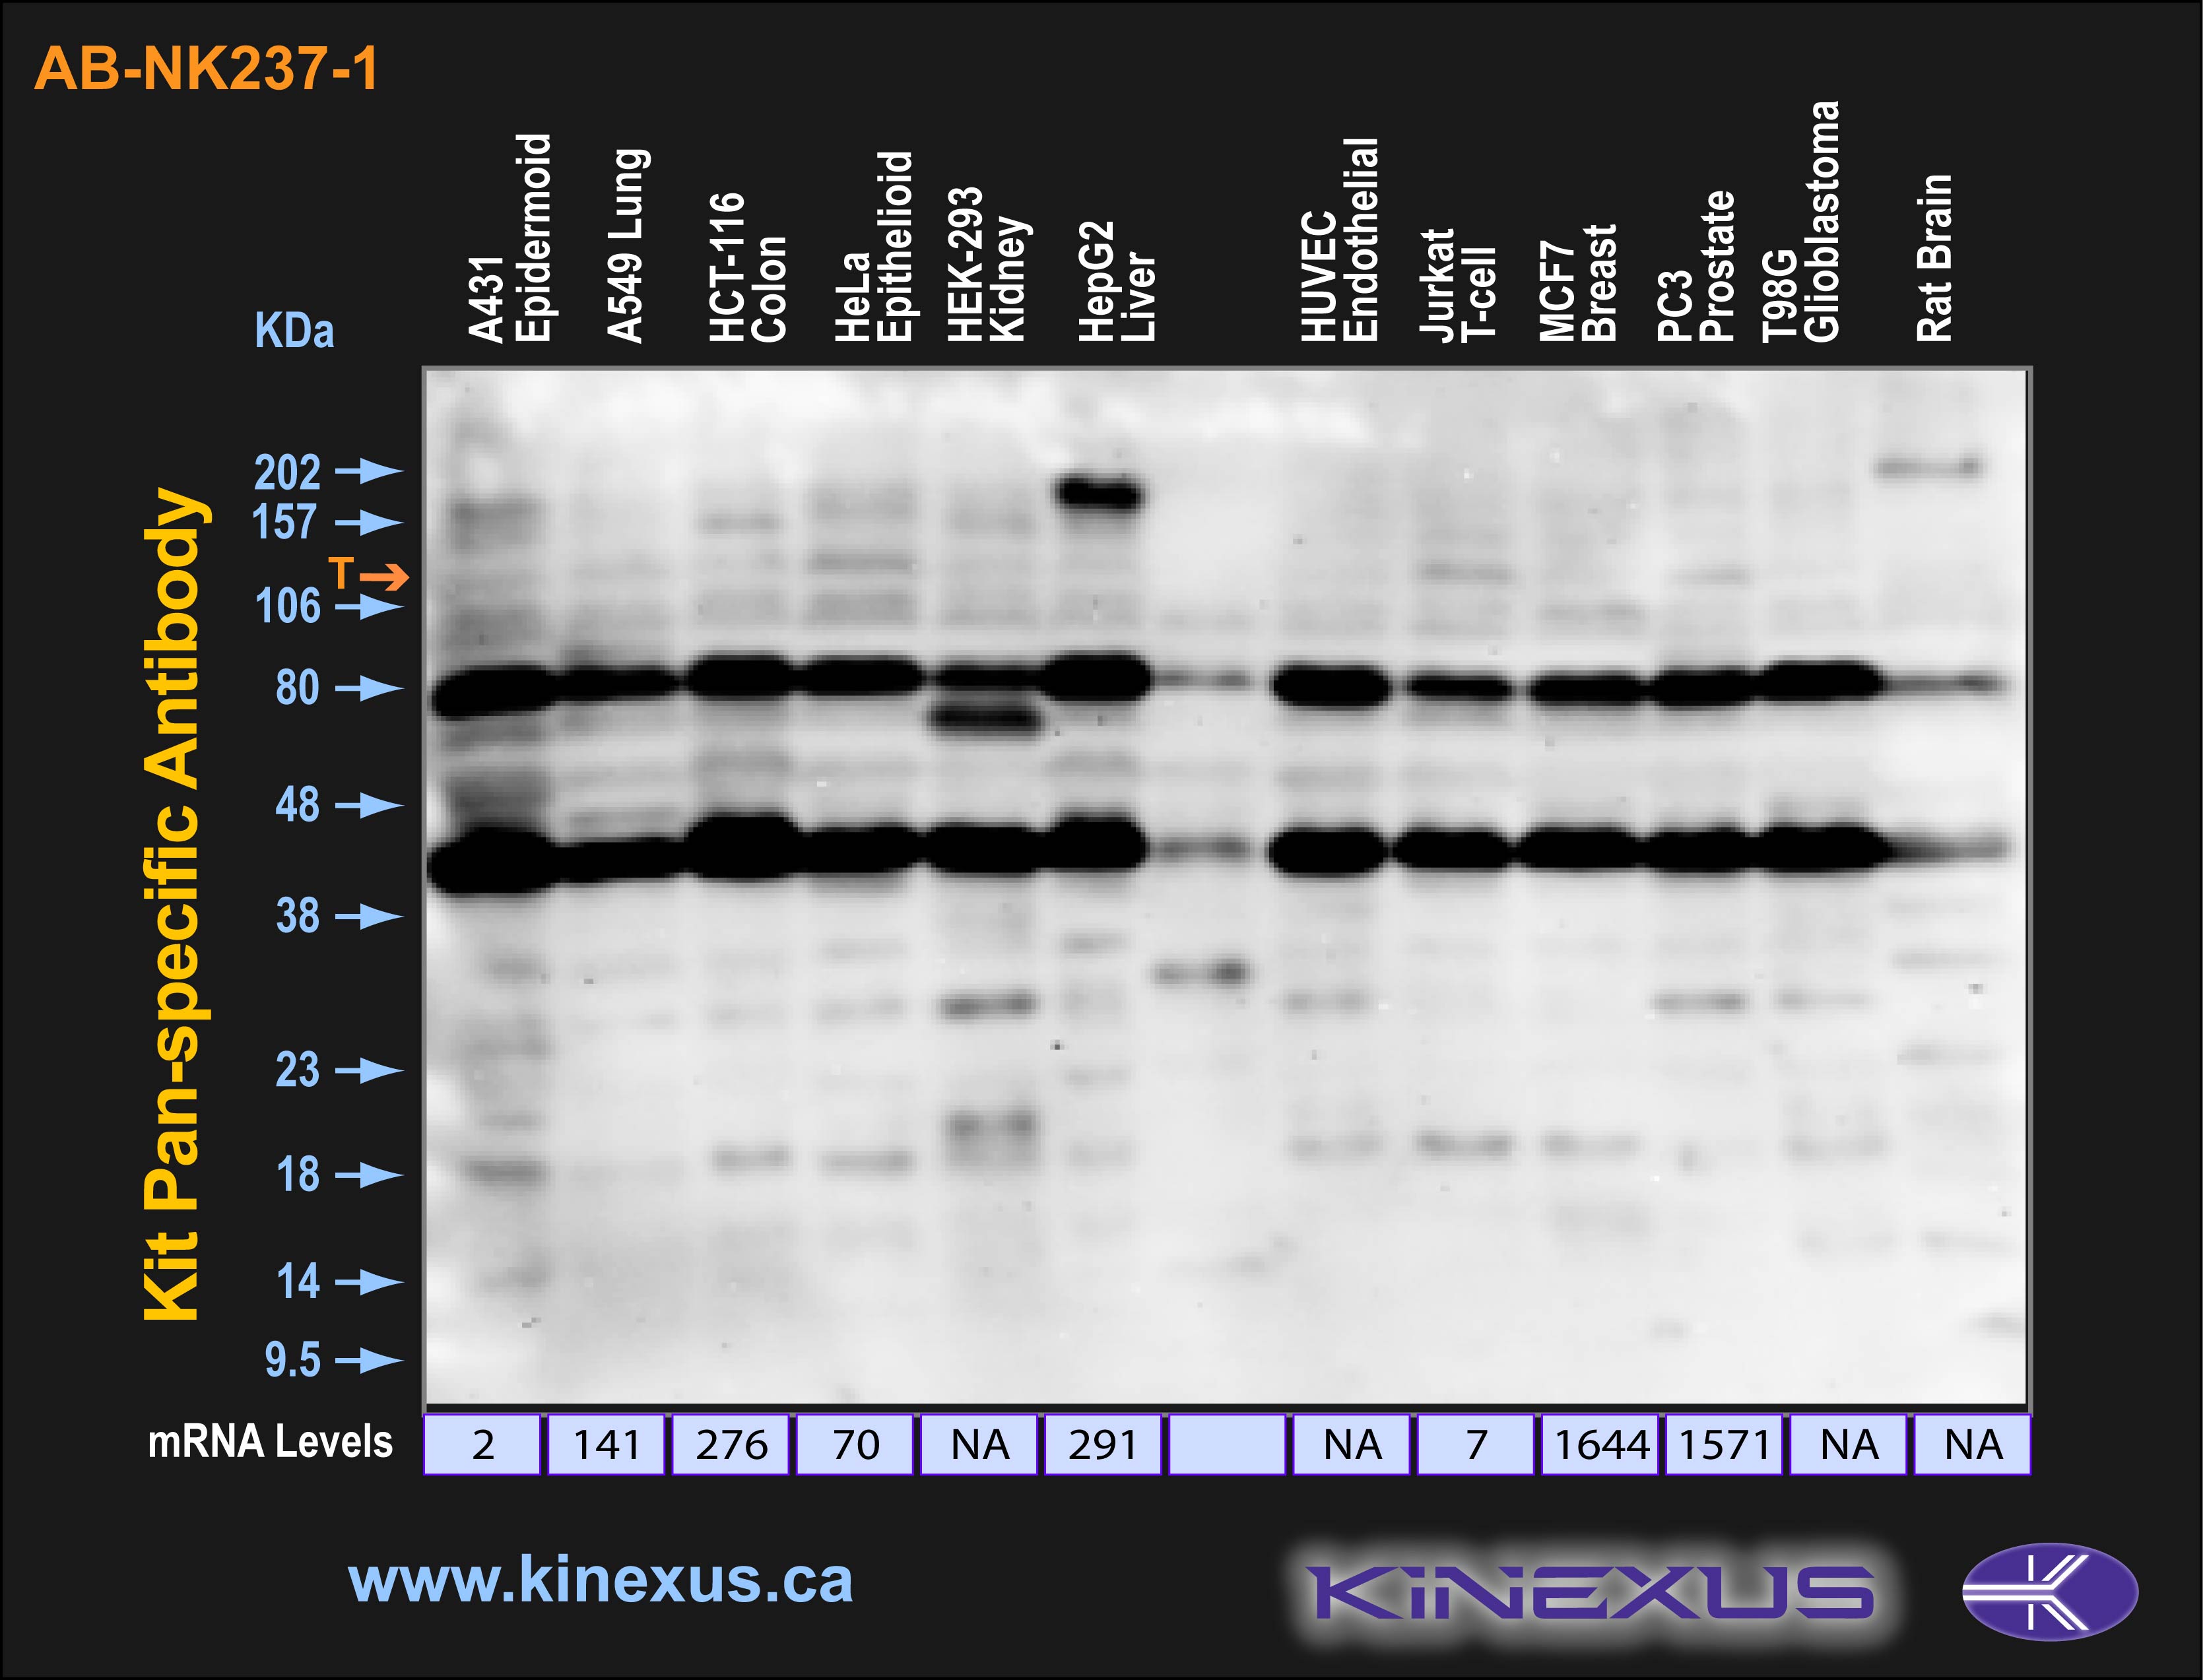 AB-NK237-1
A431
Epidermoid
A549 Lung
HCT-116
Colon
HeLa
Epithelioid
HEK-293
Kidney
HepG2
Liver
HUVEC
Endothelial
Jurkat
T-cell
MCF7
Breast
PC3
Prostate
T98G
Glioblastoma
Rat Brain
KDa
202
157
T
106
80
48
38
23
18
14
9.5
Kit Pan-specific Antibody
mRNA Levels 2 141 276 70 NA 291 NA 7 1644 1571 NA NA
www.kinexus.ca
KiNEXUS
K